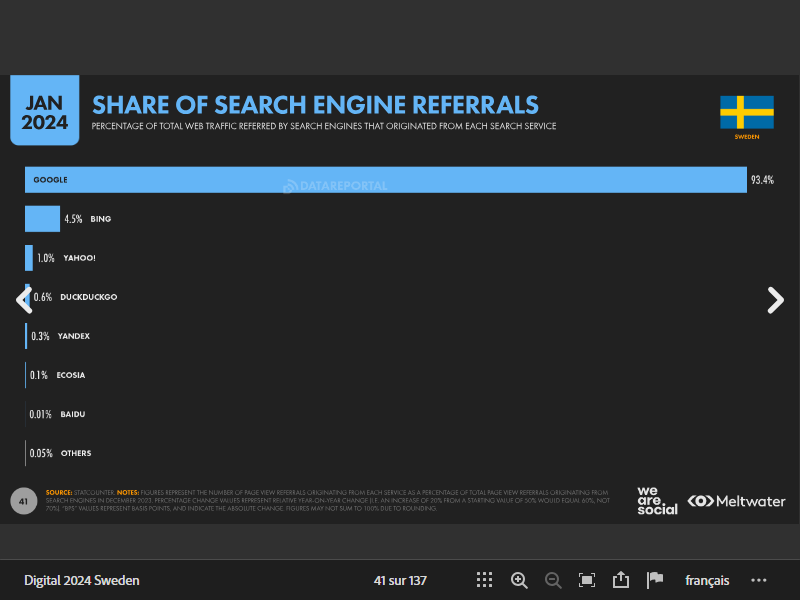 JAN
2024
SHARE OF SEARCH ENGINE REFERRALS
PERCENTAGE OF TOTAL WEB TRAFFIC REFERRED BY SEARCH ENGINES THAT ORIGINATED FROM EACH SEARCH SERVICE
SWEDEN
GOOGLE 93.4%
DATAREPORTAL
4.5% BING
1.0% YAHOO!
0.6% DUCKDUCKGO
0.3% YANDEX
0.1% ECOSIA
0.01% BAIDU
0.05% OTHERS
41
SOURCE: STATCOUNTER. NOTES: FIGURES REPRESENT THE NUMBER OF PAGE VIEW REFERRALS ORIGINATING FROM EACH SERVICE AS A PERCENTAGE OF TOTAL PAGE VIEW REFERRALS ORIGINATING FROM
SEARCH ENGINES IN DECEMBER 2023. PERCENTAGE CHANGE VALUES REPRESENT RELATIVE YEAR-ON-YEAR CHANGE (I.E. AN INCREASE OF 20% FROM A STARTING VALUE OF 50% WOULD EQUAL 60%, NOT
70%). "BPS" VALUES REPRESENT BASIS POINTS, AND INDICATE THE ABSOLUTE CHANGE. FIGURES MAY NOT SUM TO 100% DUE TO ROUNDING.
we
are.
social
Meltwater
Digital 2024 Sweden
41 sur 137
français